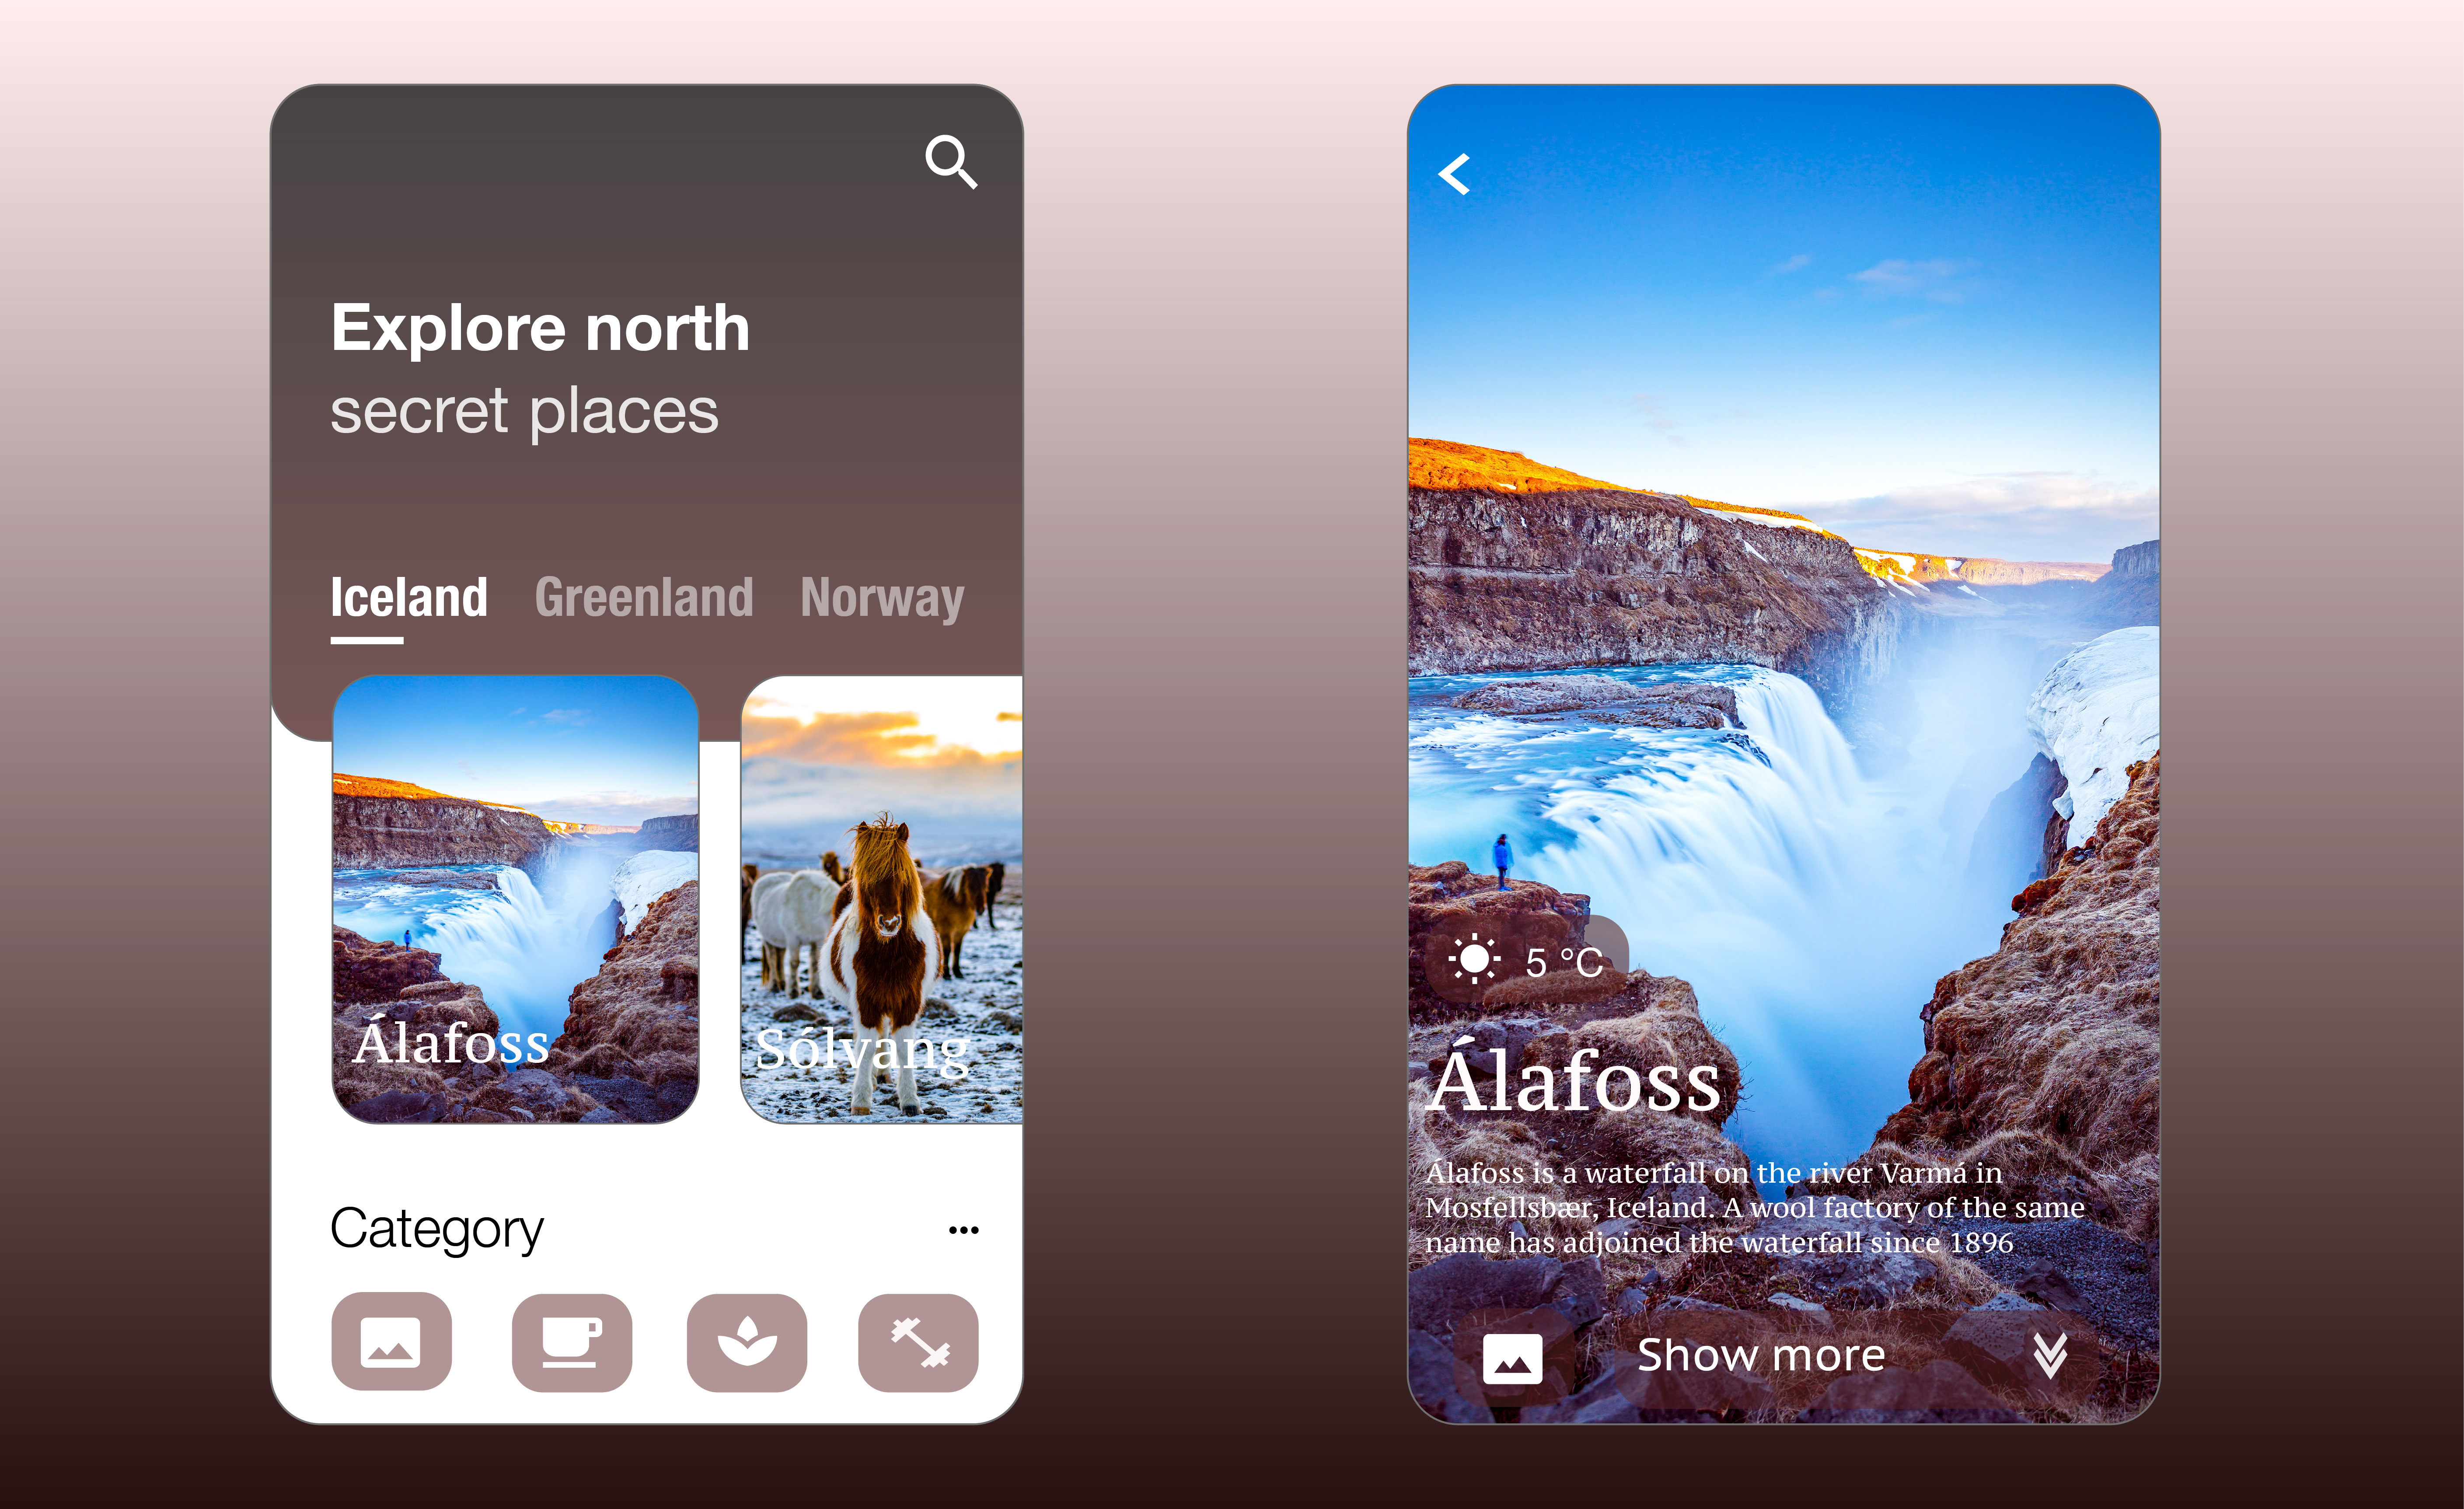 Explore north
secret places
Iceland Greenland Norway
Álafoss
Sólvang
Category
5 °C
Álafoss
Álafoss is a waterfall on the river Varmá in
Mosfellsbær, Iceland. A wool factory of the same
name has adjoined the waterfall since 1896
Show more